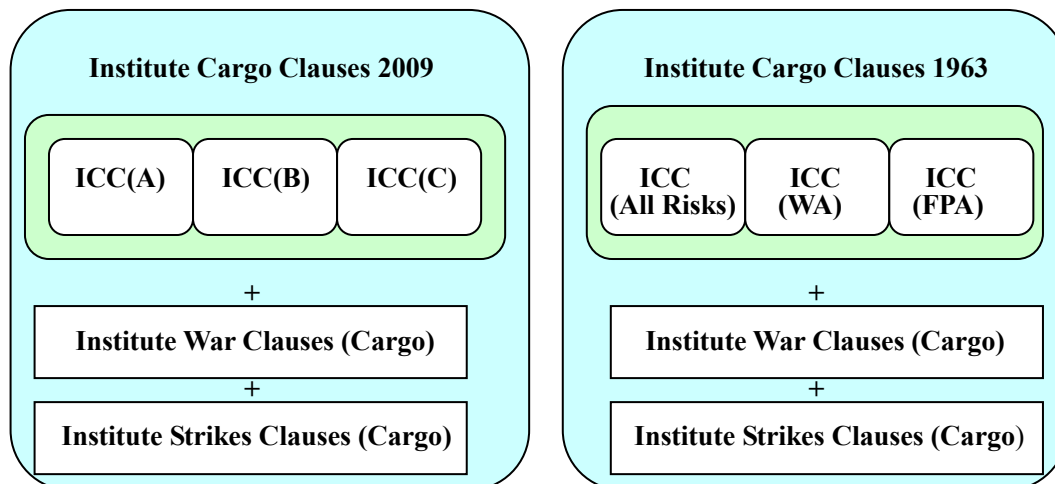 Institute Cargo Clauses 2009
ICC(A)
ICC(B)
ICC(C)
+
Institute War Clauses (Cargo)
+
Institute Strikes Clauses (Cargo)
Institute Cargo Clauses 1963
ICC
(All Risks)
ICC
(WA)
ICC
(FPA)
+
Institute War Clauses (Cargo)
+
Institute Strikes Clauses (Cargo)